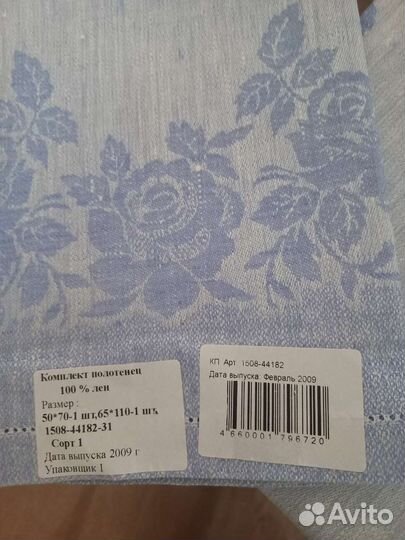 Комплект полотенец
100 % лен
Размер :
50*70-1 шт,65*110-1 шт,
1508-44182-31
Сорт 1
Дата выпуска 2009 г
Упаковщик 1
КП Арт. 1508-44182
Дата выпуска: Февраль 2009
4 660001 796720
Avito